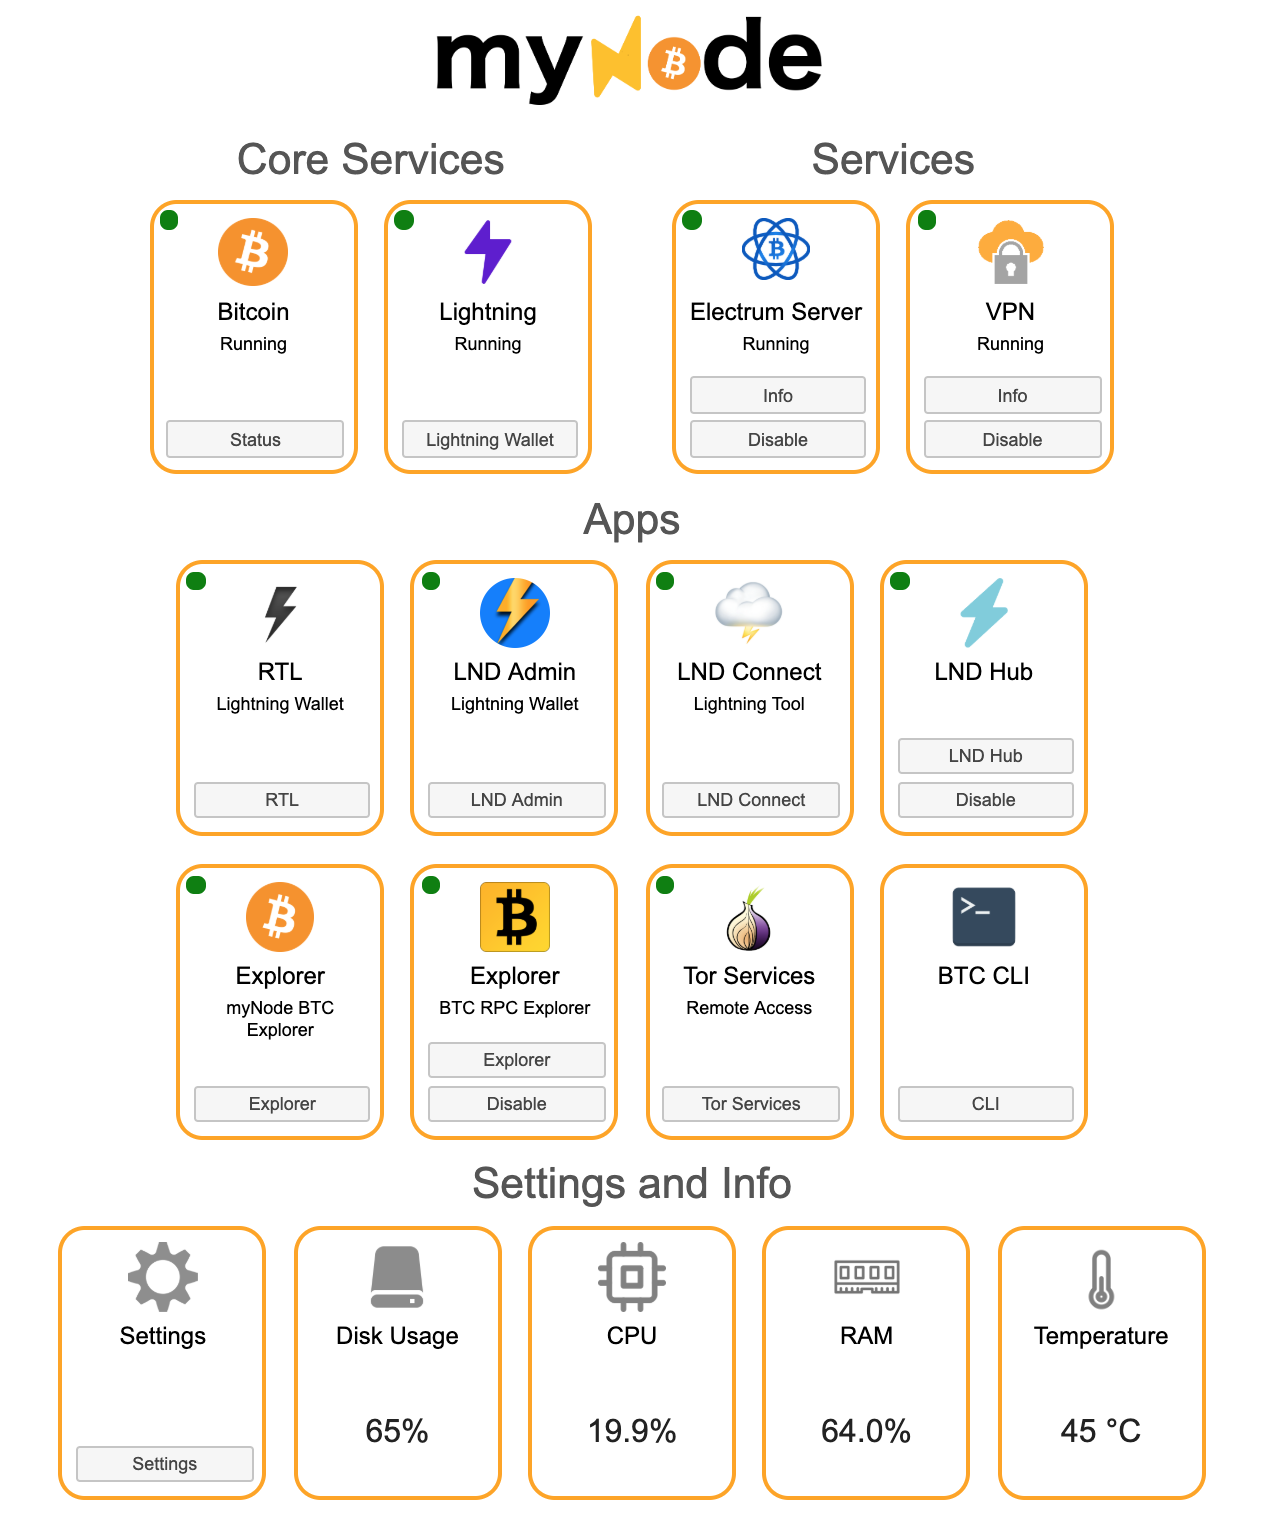 myNode
Core Services
Services
Bitcoin
Running
Status
Lightning
Running
Lightning Wallet
Electrum Server
Running
Info
Disable
VPN
Running
Info
Disable
Apps
RTL
Lightning Wallet
RTL
LND Admin
Lightning Wallet
LND Admin
LND Connect
Lightning Tool
LND Connect
LND Hub
LND Hub
Disable
Explorer
myNode BTC
Explorer
Explorer
Explorer
BTC RPC Explorer
Explorer
Disable
Tor Services
Remote Access
Tor Services
>_
BTC CLI
CLI
Settings and Info
Settings
Settings
Disk Usage
65%
CPU
19.9%
RAM
64.0%
Temperature
45 °C